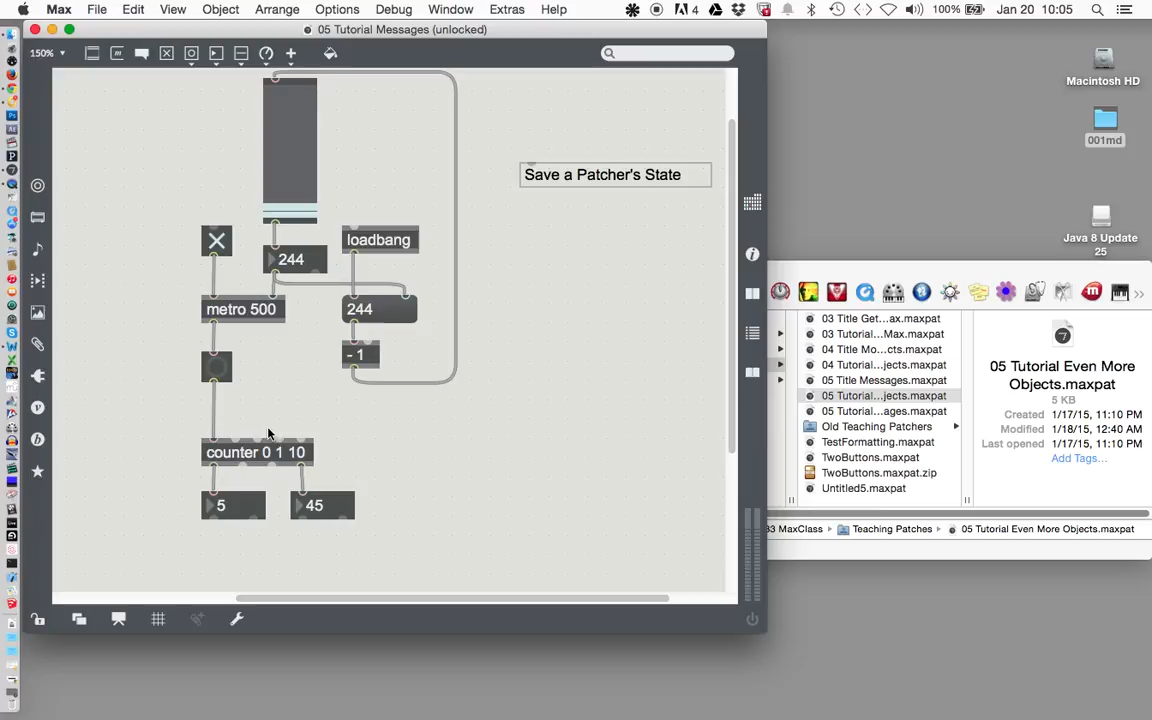 Max File Edit View Object Arrange Options Debug Window Extras Help 4 100% Jan 20 10:05
05 Tutorial Messages (unlocked)
150%
Macintosh HD
001md
Java 8 Update
25
Save a Patcher's State
loadbang
244
metro 500
244
- 1
counter 0 1 10
5
45
03 Title Get...ax.maxpat
03 Tutorial...Max.maxpat
04 Title Mo...cts.maxpat
04 Tutorial...jects.maxpat
05 Title Messages.maxpat
05 Tutorial...jects.maxpat
05 Tutorial...ages.maxpat
Old Teaching Patchers
TestFormatting.maxpat
TwoButtons.maxpat
TwoButtons.maxpat.zip
Untitled5.maxpat
7
05 Tutorial Even More
Objects.maxpat
5 KB
Created 1/17/15, 11:10 PM
Modified 1/18/15, 12:40 AM
Last opened 1/17/15, 11:10 PM
Add Tags...
33 MaxClass Teaching Patches 05 Tutorial Even More Objects.maxpat